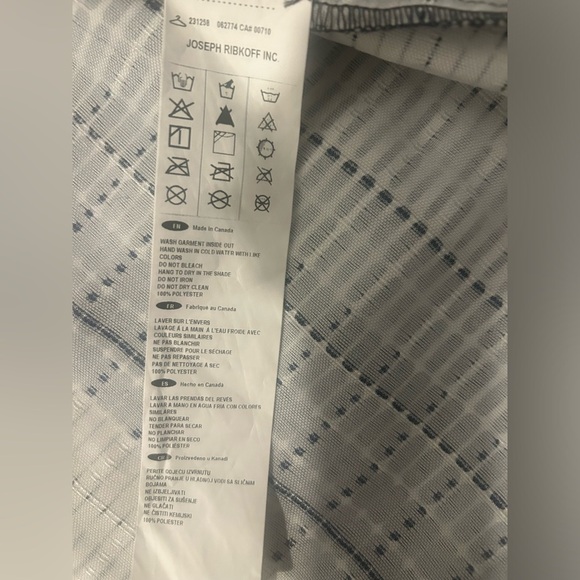 231258 062774 CA# 00710
JOSEPH RIBKOFF INC.
EN Made in Canada
WASH GARMENT INSIDE OUT
HAND WASH IN COLD WATER WITH LIKE
COLORS
DO NOT BLEACH
HANG TO DRY IN THE SHADE
DO NOT IRON
DO NOT DRY CLEAN
100% POLYESTER
FR Fabriqué au Canada
LAVER SUR L'ENVERS
LAVAGE À LA MAIN À L'EAU FROIDE AVEC
COULEURS SIMILAIRES
NE PAS BLANCHIR
SUSPENDRE POUR LE SÉCHAGE
NE PAS REPASSER
PAS DE NETTOYAGE À SEC
100% POLYESTER
ES Hecho en Canada
LAVAR LAS PRENDAS DEL REVES
LAVAR A MANO EN AGUA FRIA CON COLORES
SIMILARES
NO BLANQUEAR
TENDER PARA SECAR
NO PLANCHAR
NO LIMPIAR EN SECO
100% POLIESTER
Proizvedeno u Kanadi
PERITE ODJECU IZVRNUTU
RUČNO PRANJE U HLADNOJ VODI SA SLIČNIM
BOJAMA
NE IZBJELJIVATI
OBJESITI ZA SUŠENJE
NE GLAČATI
NE ČISTITI KEMIJSKI
100% POLIESTER